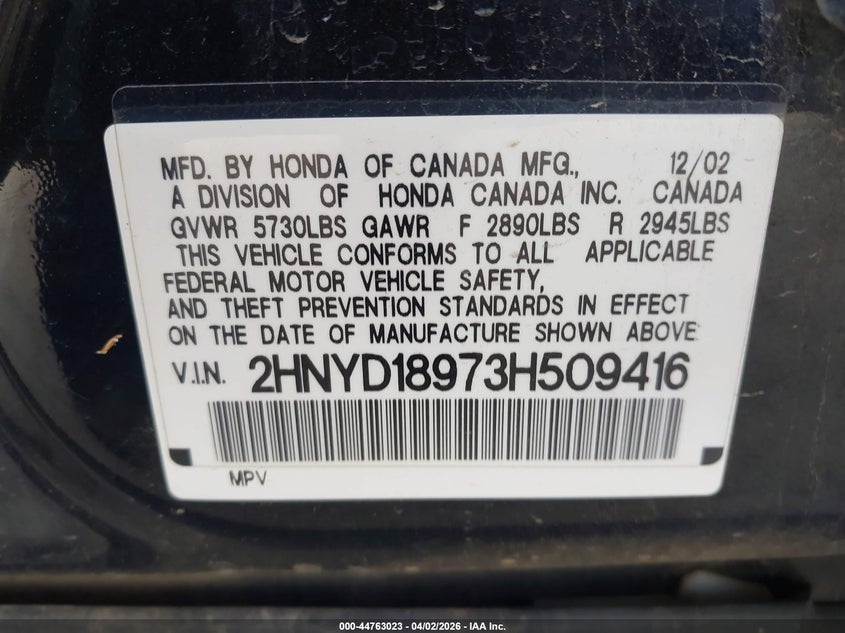 MFD. BY HONDA OF CANADA MFG., 12/02
A DIVISION OF HONDA CANADA INC. CANADA
GVWR 5730LBS GAWR F 2890LBS R 2945LBS
THIS VEHICLE CONFORMS TO ALL APPLICABLE
FEDERAL MOTOR VEHICLE SAFETY,
AND THEFT PREVENTION STANDARDS IN EFFECT
ON THE DATE OF MANUFACTURE SHOWN ABOVE.
V.I.N. 2HNYD18973H509416
MPV
000-44763023 - 04/02/2026 - IAA Inc.